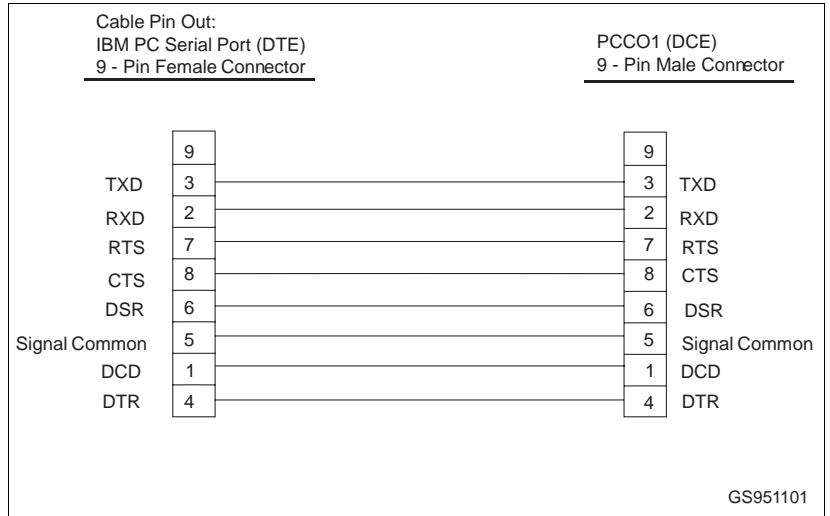 Cable Pin Out:
IBM PC Serial Port (DTE)
9 - Pin Female Connector
PCCO1 (DCE)
9 - Pin Male Connector
9 9
TXD 3 3 TXD
RXD 2 2 RXD
RTS 7 7 RTS
CTS 8 8 CTS
DSR 6 6 DSR
Signal Common 5 5 Signal Common
DCD 1 1 DCD
DTR 4 4 DTR
GS951101